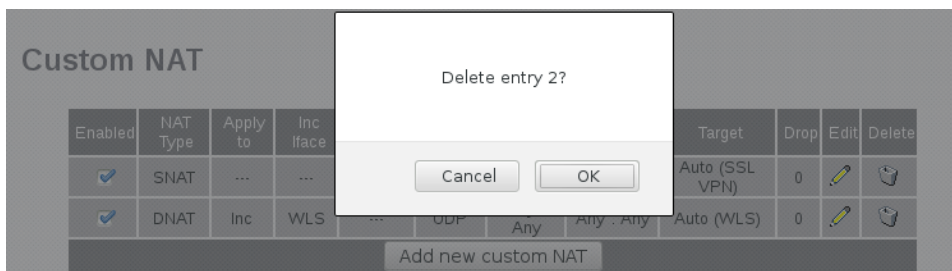 Custom NAT
Delete entry 2?
Cancel OK
Enabled NAT Type Apply to Inc Iface Target Drop Edit Delete
SNAT --- --- Auto (SSL VPN) 0
DNAT Inc WLS --- UDP Any Any : Any Auto (WLS) 0
Add new custom NAT